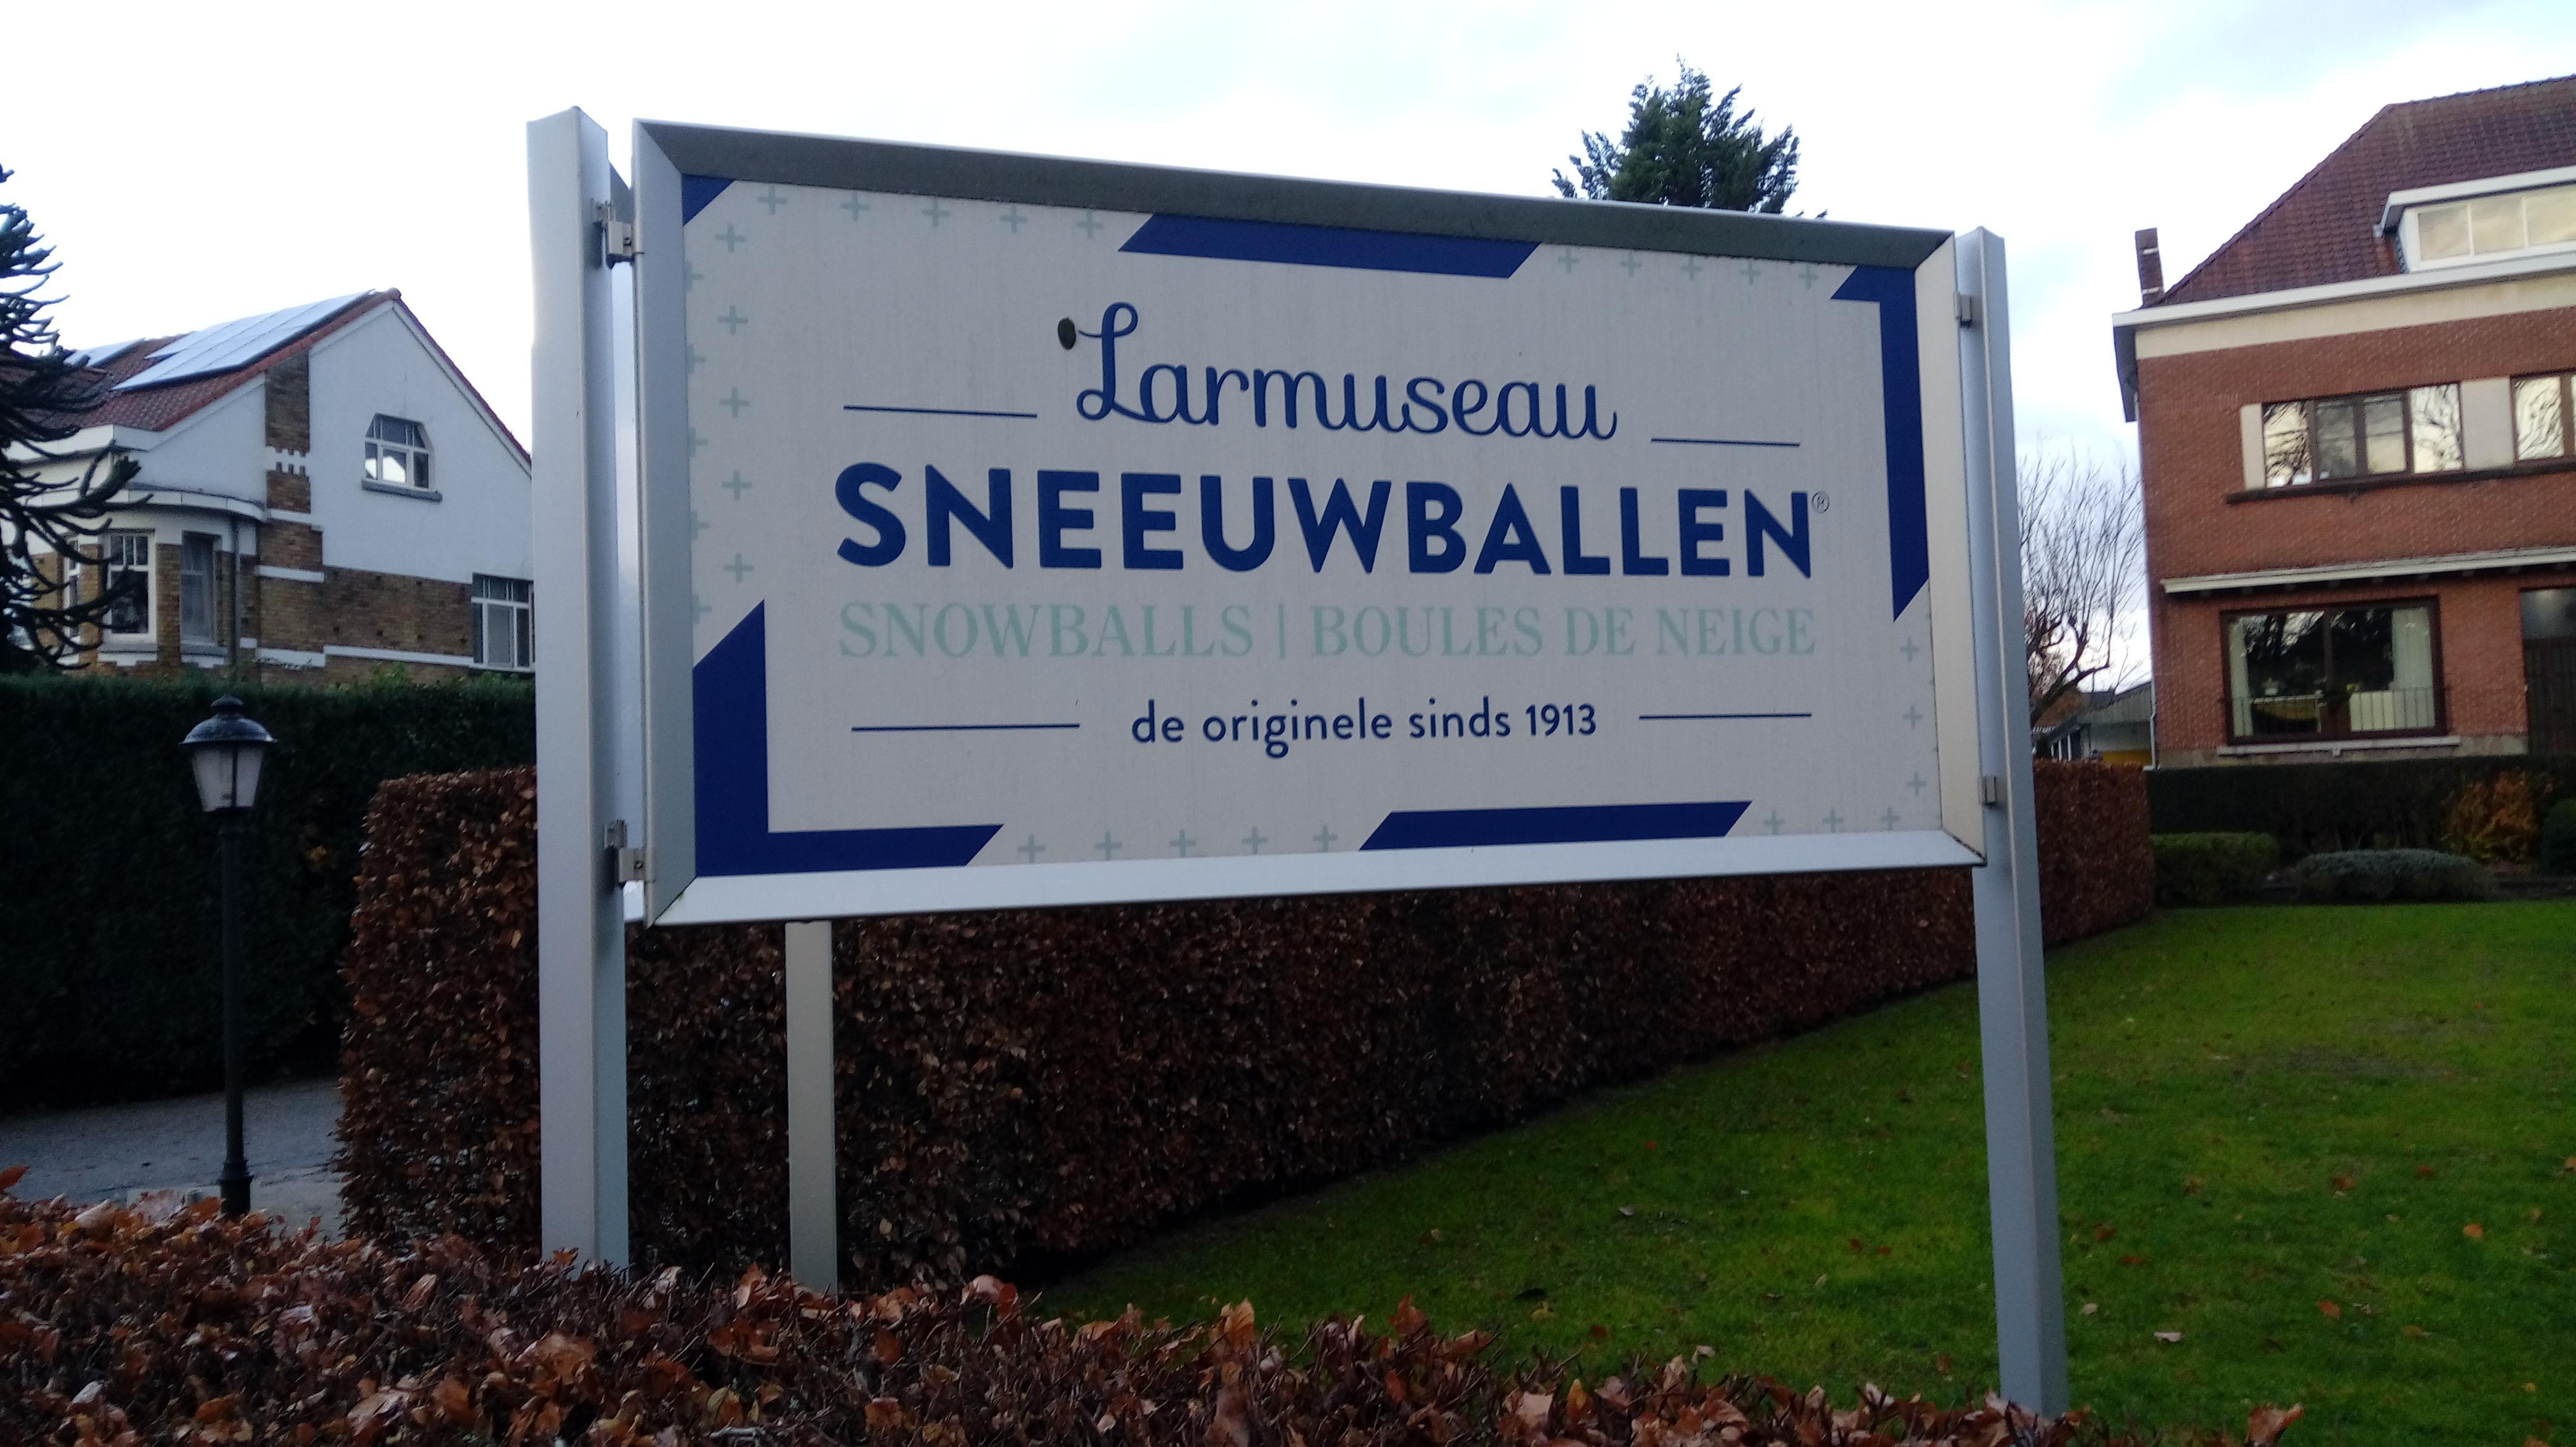 Larmuseau
SNEEUWBALLEN®
SNOWBALLS | BOULES DE NEIGE
de originele sinds 1913